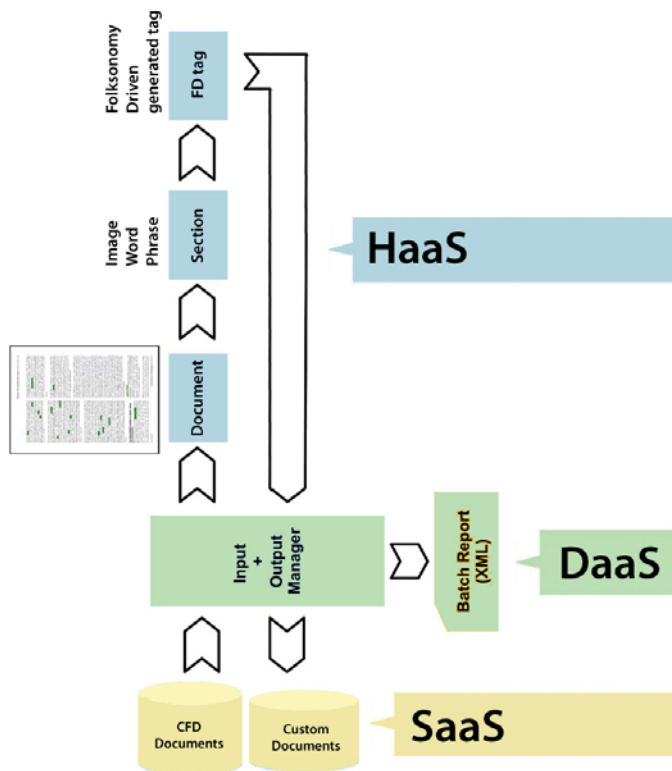 Folksonomy
Driven
generated tag
FD tag
Image
Word
Phrase
Section
HaaS
Document
Input
+
Output
Manager
Batch Report
(XML)
DaaS
CFD
Documents
Custom
Documents
SaaS